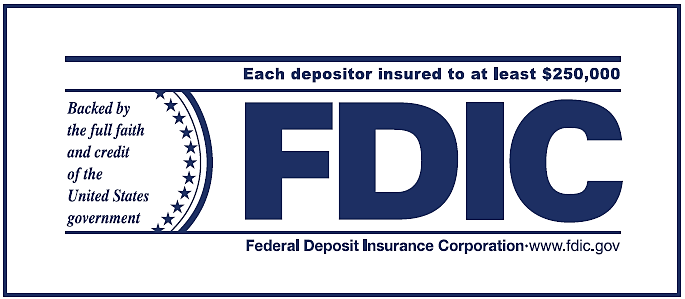 Each depositor insured to at least $250,000
Backed by
the full faith
and credit
of the
United States
government
FDIC
Federal Deposit Insurance Corporation·www.fdic.gov